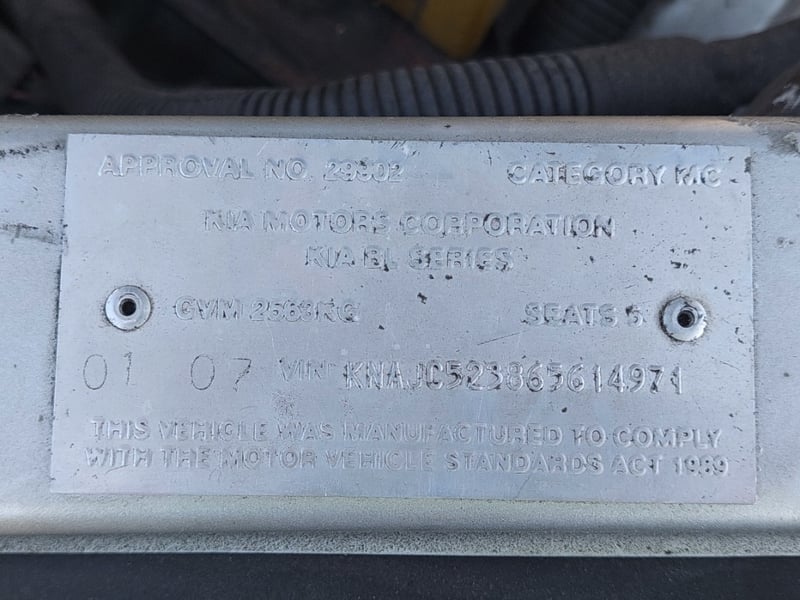 APPROVAL NO. 29902 CATEGORY MC
KIA MOTORS CORPORATION
KIA BL SERIES
GVM 2563KG SEATS 5
01 07 VIN KNAJC523865614971
THIS VEHICLE WAS MANUFACTURED TO COMPLY
WITH THE MOTOR VEHICLE STANDARDS ACT 1989